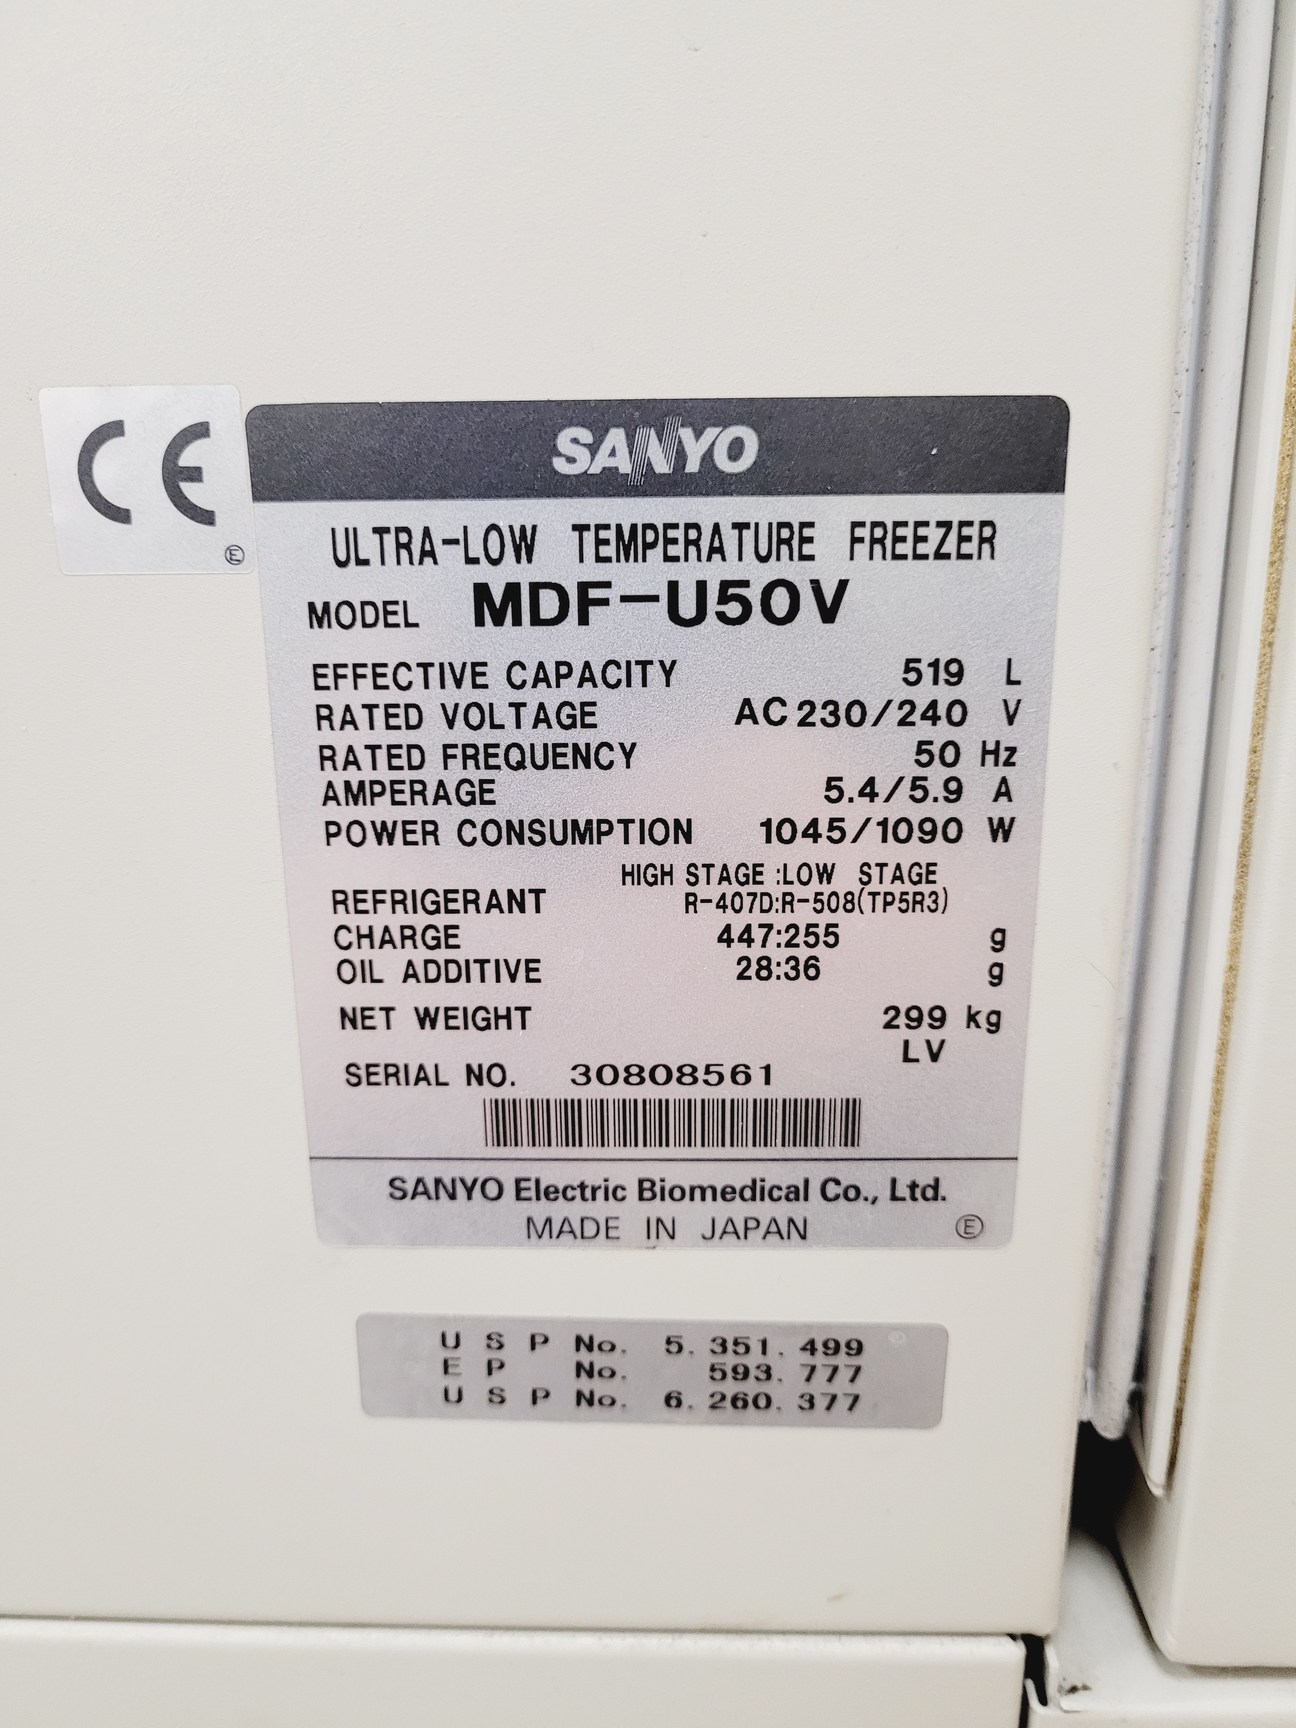 CE
Ⓔ
SANYO
ULTRA-LOW TEMPERATURE FREEZER
MODEL MDF-U50V
EFFECTIVE CAPACITY 519 L
RATED VOLTAGE AC230/240 V
RATED FREQUENCY 50 Hz
AMPERAGE 5.4/5.9 A
POWER CONSUMPTION 1045/1090 W
HIGH STAGE :LOW STAGE
REFRIGERANT R-407D:R-508(TP5R3)
CHARGE 447:255 g
OIL ADDITIVE 28:36 g
NET WEIGHT 299 kg
LV
SERIAL NO. 30808561
SANYO Electric Biomedical Co., Ltd.
MADE IN JAPAN Ⓔ
U S P No. 5. 351. 499
E P No. 593. 777
U S P No. 6. 260. 377